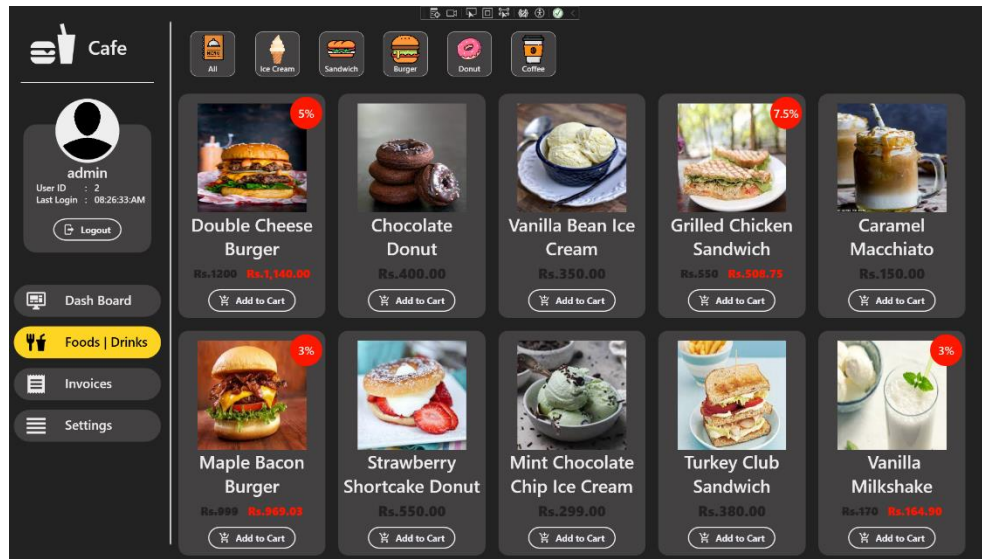 Cafe
All
Ice Cream
Sandwich
Burger
Donut
Coffee
admin
User ID : 2
Last Login : 08:26:33:AM
Logout
Dash Board
Foods | Drinks
Invoices
Settings
5%
Double Cheese
Burger
Rs.1200 Rs.1,140.00
Add to Cart
Chocolate
Donut
Rs.400.00
Add to Cart
Vanilla Bean Ice
Cream
Rs.350.00
Add to Cart
7.5%
Grilled Chicken
Sandwich
Rs.550 Rs.508.75
Add to Cart
Caramel
Macchiato
Rs.150.00
Add to Cart
3%
Maple Bacon
Burger
Rs.999 Rs.969.03
Add to Cart
Strawberry
Shortcake Donut
Rs.550.00
Add to Cart
Mint Chocolate
Chip Ice Cream
Rs.299.00
Add to Cart
Turkey Club
Sandwich
Rs.380.00
Add to Cart
3%
Vanilla
Milkshake
Rs.170 Rs.164.90
Add to Cart